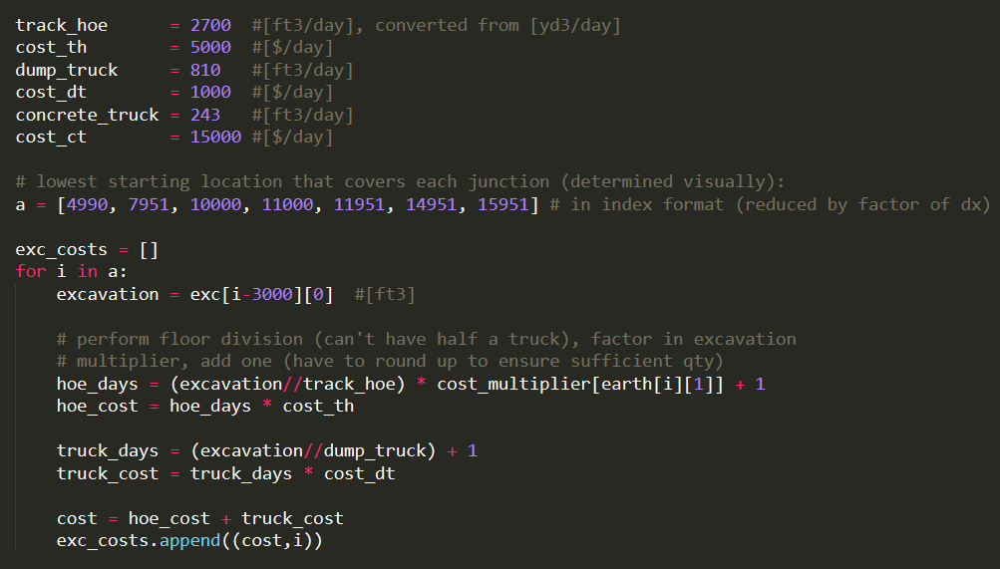 track_hoe      = 2700  #[ft3/day], converted from [yd3/day]
cost_th        = 5000  #[$/day]
dump_truck     = 810   #[ft3/day]
cost_dt        = 1000  #[$/day]
concrete_truck = 243   #[ft3/day]
cost_ct        = 15000 #[$/day]

# lowest starting location that covers each junction (determined visually):
a = [4990, 7951, 10000, 11000, 11951, 14951, 15951] # in index format (reduced by factor of dx)

exc_costs = []
for i in a:
    excavation = exc[i-3000][0]  #[ft3]

    # perform floor division (can't have half a truck), factor in excavation
    # multiplier, add one (have to round up to ensure sufficient qty)
    hoe_days = (excavation//track_hoe) * cost_multiplier[earth[i][1]] + 1
    hoe_cost = hoe_days * cost_th

    truck_days = (excavation//dump_truck) + 1
    truck_cost = truck_days * cost_dt

    cost = hoe_cost + truck_cost
    exc_costs.append((cost,i))